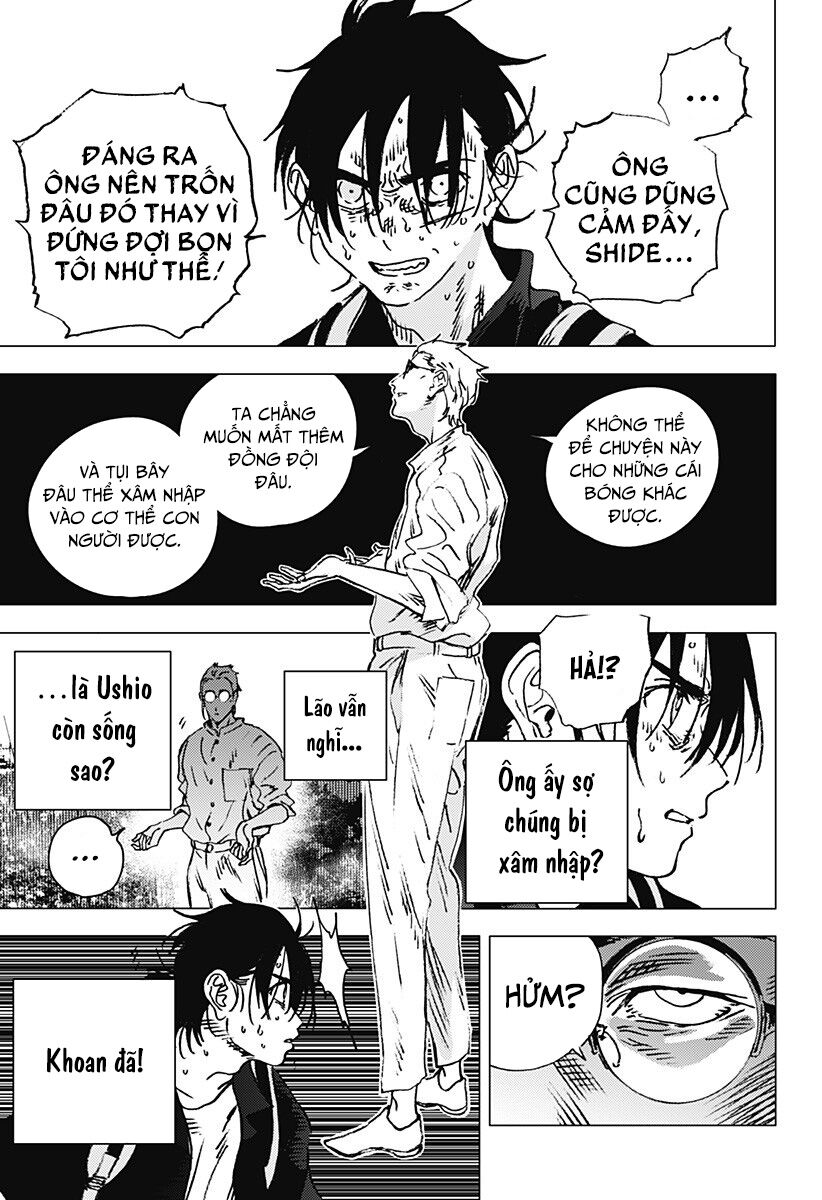 ...
ÔNG
CŨNG DŨNG
CẢM ĐẤY,
SHIDE...
ĐÁNG RA
ÔNG NÊN TRỐN
ĐÂU ĐÓ THAY VÌ
ĐỨNG ĐỢI BỌN
TÔI NHƯ THẾ!
KHÔNG THỂ
ĐỂ CHUYỆN NÀY
CHO NHỮNG CÁI
BÓNG KHÁC
ĐƯỢC.
TA CHẲNG
MUỐN MẤT THÊM
ĐỒNG ĐỘI
ĐÂU.
VÀ TỤI BÂY
ĐÂU THỂ XÂM NHẬP
VÀO CƠ THỂ CON
NGƯỜI ĐƯỢC.
HẢ!?
Ông ấy sợ
chúng bị
xâm nhập?
Lão vẫn
nghĩ...
...là Ushio
còn sống
sao?
...
HỬM?
Khoan đã!